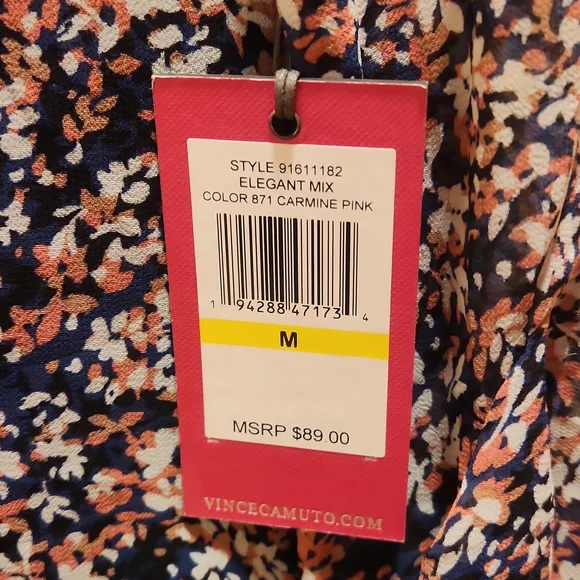 STYLE 91611182
ELEGANT MIX
COLOR 871 CARMINE PINK
1 94288 47173 4
M
MSRP $89.00
VINCECAMUTO.COM